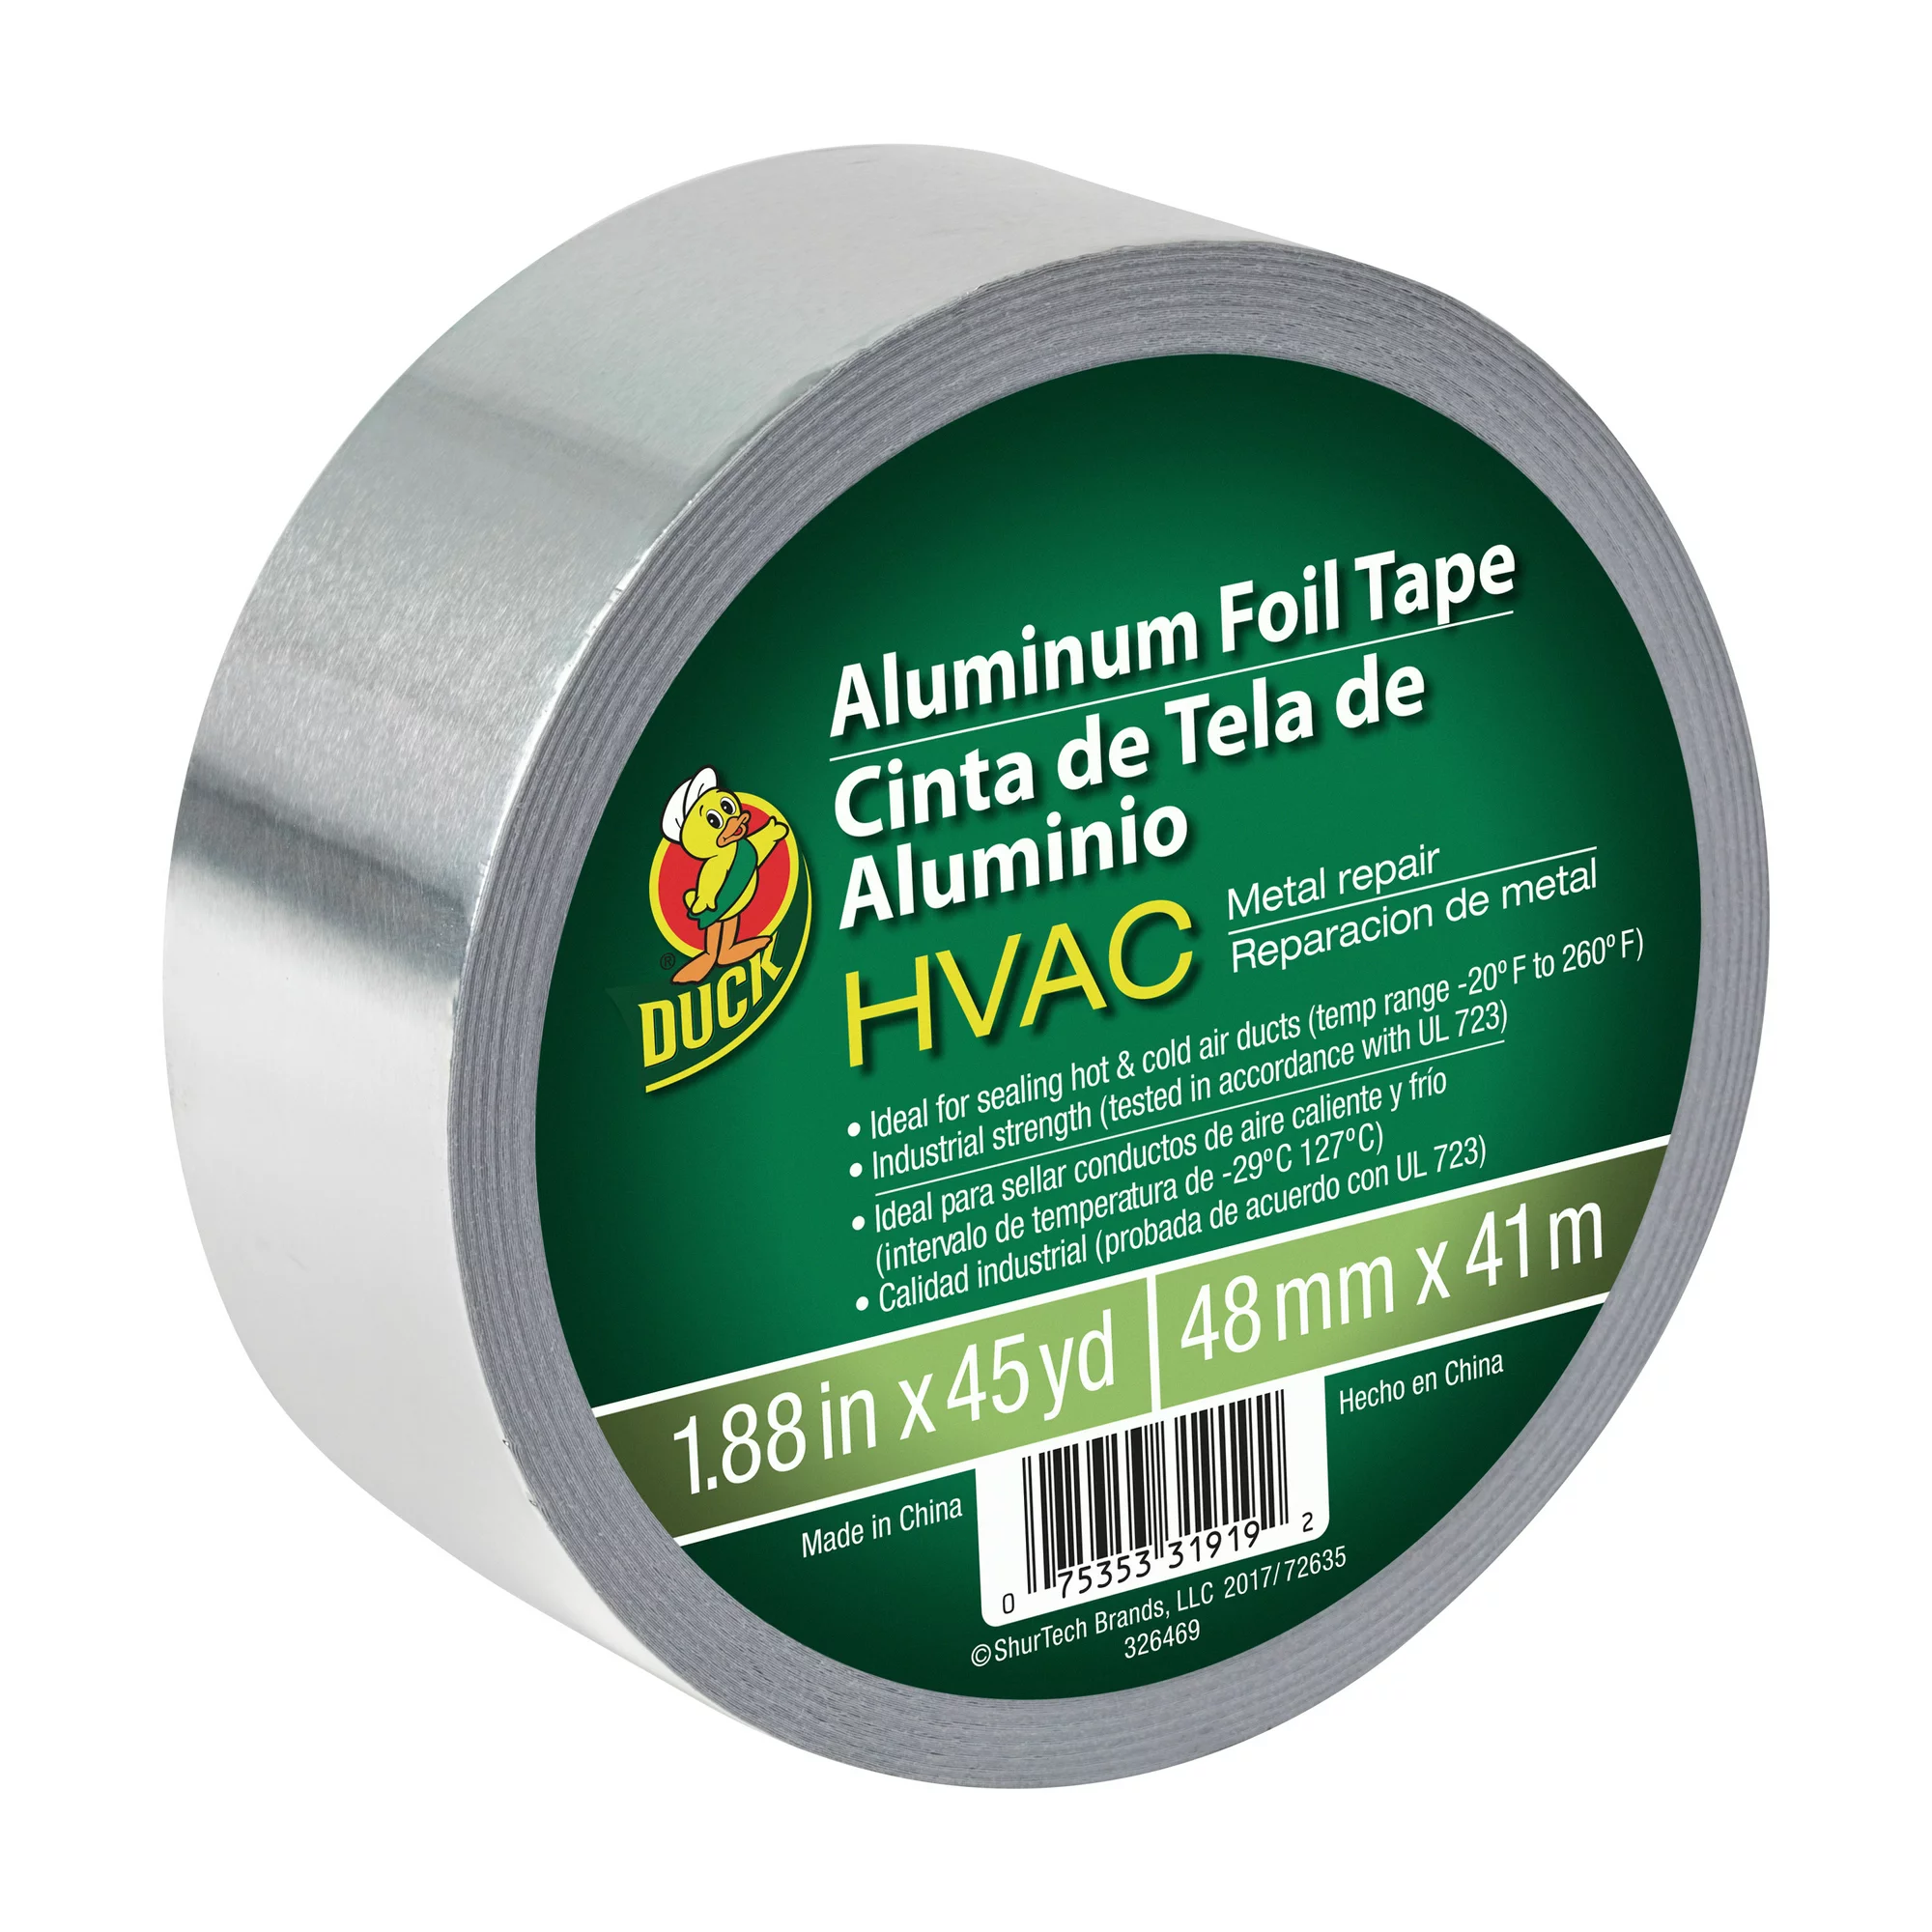 Aluminum Foil Tape
Cinta de Tela de
Aluminio
HVAC
Metal repair
Reparacion de metal
® DUCK
• Ideal for sealing hot & cold air ducts (temp range -20º F to 260º F)
• Industrial strength (tested in accordance with UL 723)
• Ideal para sellar conductos de aire caliente y frío
(intervalo de temperatura de -29ºC 127ºC)
• Calidad industrial (probada de acuerdo con UL 723)
1.88 in x 45 yd
48 mm x 41 m
Made in China
Hecho en China
0 75353 31919 2
©ShurTech Brands, LLC 2017/72635
326469